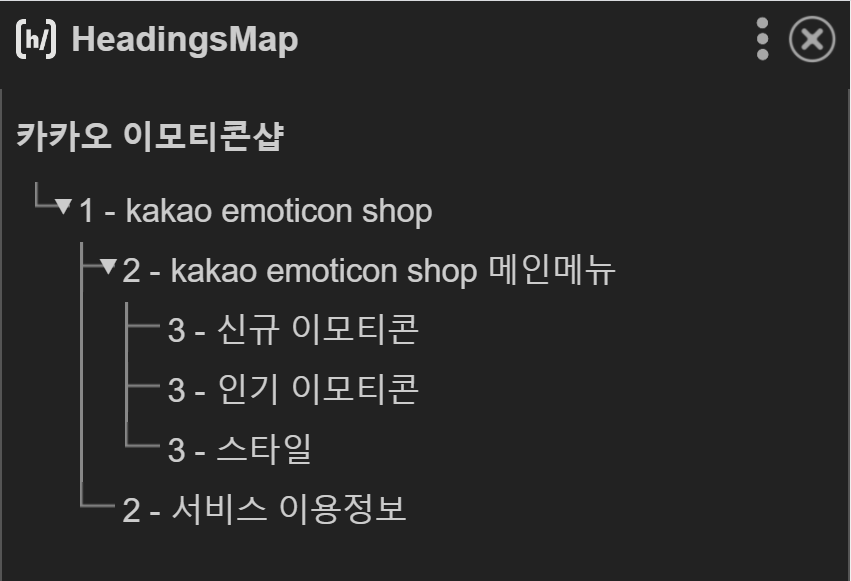 [h/] HeadingsMap
카카오 이모티콘샵
1 - kakao emoticon shop
2 - kakao emoticon shop 메인메뉴
3 - 신규 이모티콘
3 - 인기 이모티콘
3 - 스타일
2 - 서비스 이용정보